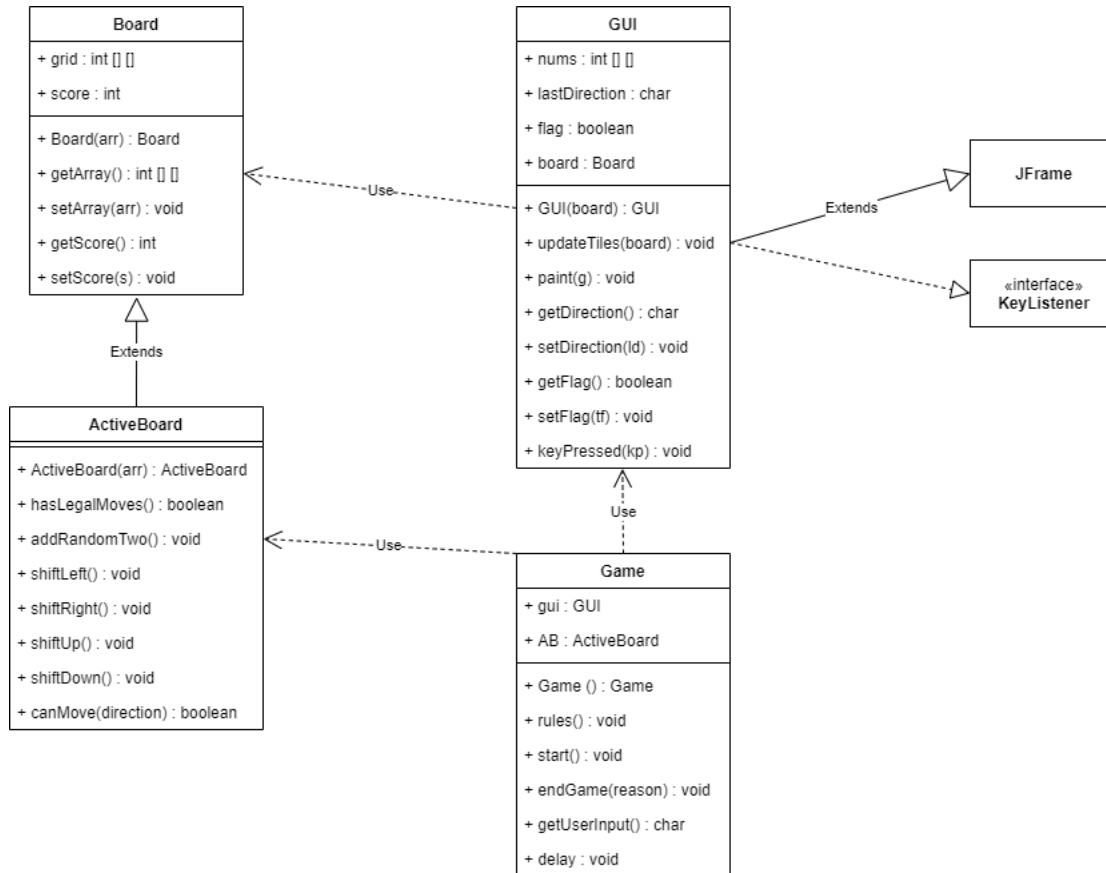 Board
+ grid : int [] []
+ score : int
+ Board(arr) : Board
+ getArray() : int [] []
+ setArray(arr) : void
+ getScore() : int
+ setScore(s) : void
Extends
ActiveBoard
+ ActiveBoard(arr) : ActiveBoard
+ hasLegalMoves() : boolean
+ addRandomTwo() : void
+ shiftLeft() : void
+ shiftRight() : void
+ shiftUp() : void
+ shiftDown() : void
+ canMove(direction) : boolean
Use
Use
GUI
+ nums : int [] []
+ lastDirection : char
+ flag : boolean
+ board : Board
+ GUI(board) : GUI
+ updateTiles(board) : void
+ paint(g) : void
+ getDirection() : char
+ setDirection(ld) : void
+ getFlag() : boolean
+ setFlag(tf) : void
+ keyPressed(kp) : void
Use
Game
+ gui : GUI
+ AB : ActiveBoard
+ Game () : Game
+ rules() : void
+ start() : void
+ endGame(reason) : void
+ getUserInput() : char
+ delay : void
Extends
JFrame
«interface»
KeyListener